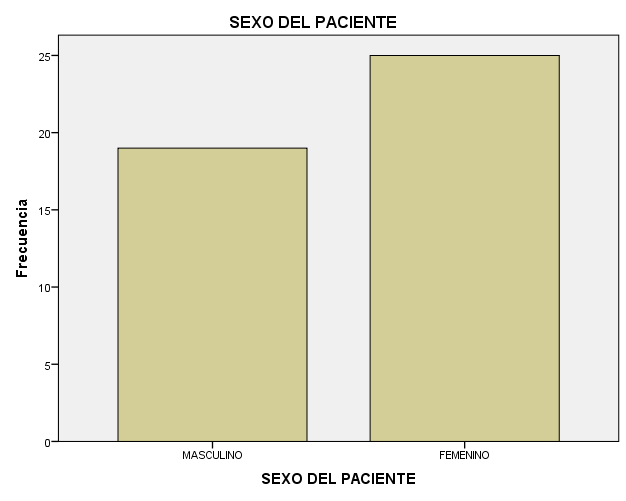 SEXO DEL PACIENTE
25
20
15
10
5
0
Frecuencia
MASCULINO FEMENINO
SEXO DEL PACIENTE